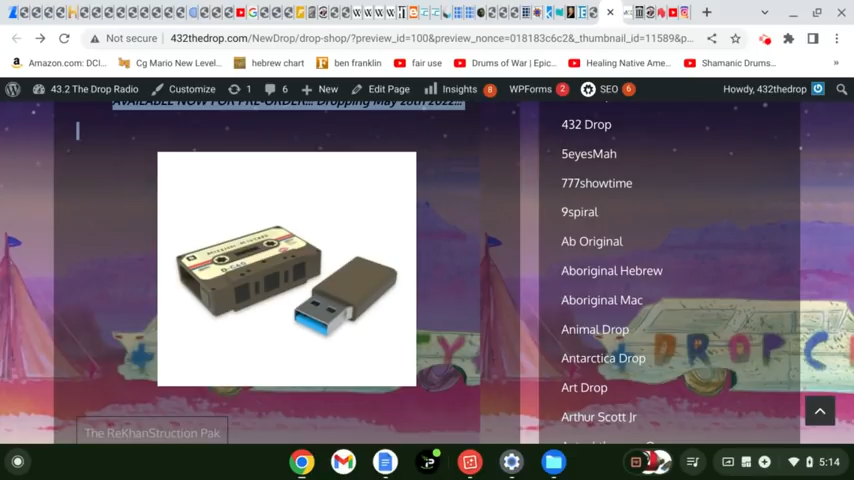 Not secure
432thedrop.com/NewDrop/drop-shop/?preview_id=100&preview_nonce=018183c6c2&_thumbnail_id=11589&p...
Amazon.com: DCI...
Cg Mario New Level...
hebrew chart
ben franklin
fair use
Drums of War | Epic...
Healing Native Ame...
Shamanic Drums...
43.2 The Drop Radio
Customize
1
6
New
Edit Page
Insights 8
WPForms 2
SEO 6
Howdy, 432thedrop
AVAILABLE NOW FOR PRE-ORDER... Dropping May 28th 2022...
The ReKhanStruction Pak
432 Drop
5eyesMah
777showtime
9spiral
Ab Original
Aboriginal Hebrew
Aboriginal Mac
Animal Drop
Antarctica Drop
Art Drop
Arthur Scott Jr
5:14